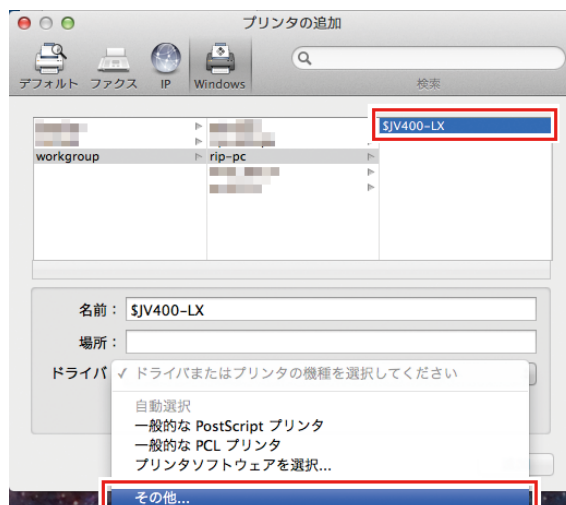 プリンタの追加
デフォルト ファクス IP Windows 検索
$JV400-LX
workgroup rip-pc
名前： $JV400-LX
場所：
ドライバ ✓ ドライバまたはプリンタの機種を選択してください
自動選択
一般的な PostScript プリンタ
一般的な PCL プリンタ
プリンタソフトウェアを選択...
その他...